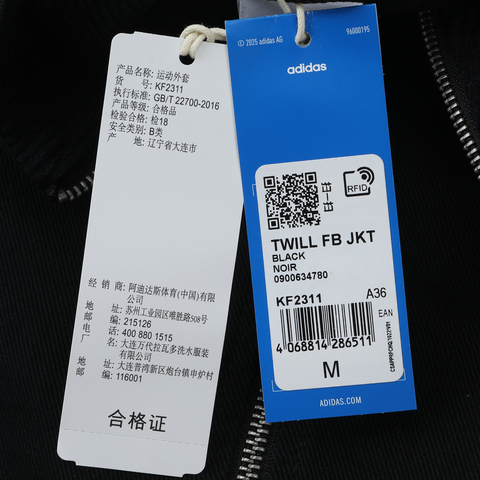 产品名称: 运动外套
货 号: KF2311
执行标准: GB/T 22700-2016
产品等级: 合格品
检验合格: 检18
安全类别: B类
产 地: 辽宁省大连市
经 销 商: 阿迪达斯体育(中国)有限
公司
地 址: 苏州工业园区唯胜路508号
邮 编: 215126
电 话: 400 880 1515
厂 名: 大连万代拉瓦多洗水服装
有限公司
地 址: 大连普湾新区炮台镇申炉村
邮 编: 116001
合格证
© 2025 adidas AG
96000195
adidas
RFID
TWILL FB JKT
BLACK
NOIR
0900634780
KF2311
A36
EAN
4 068814 286511
M
ADIDAS.COM